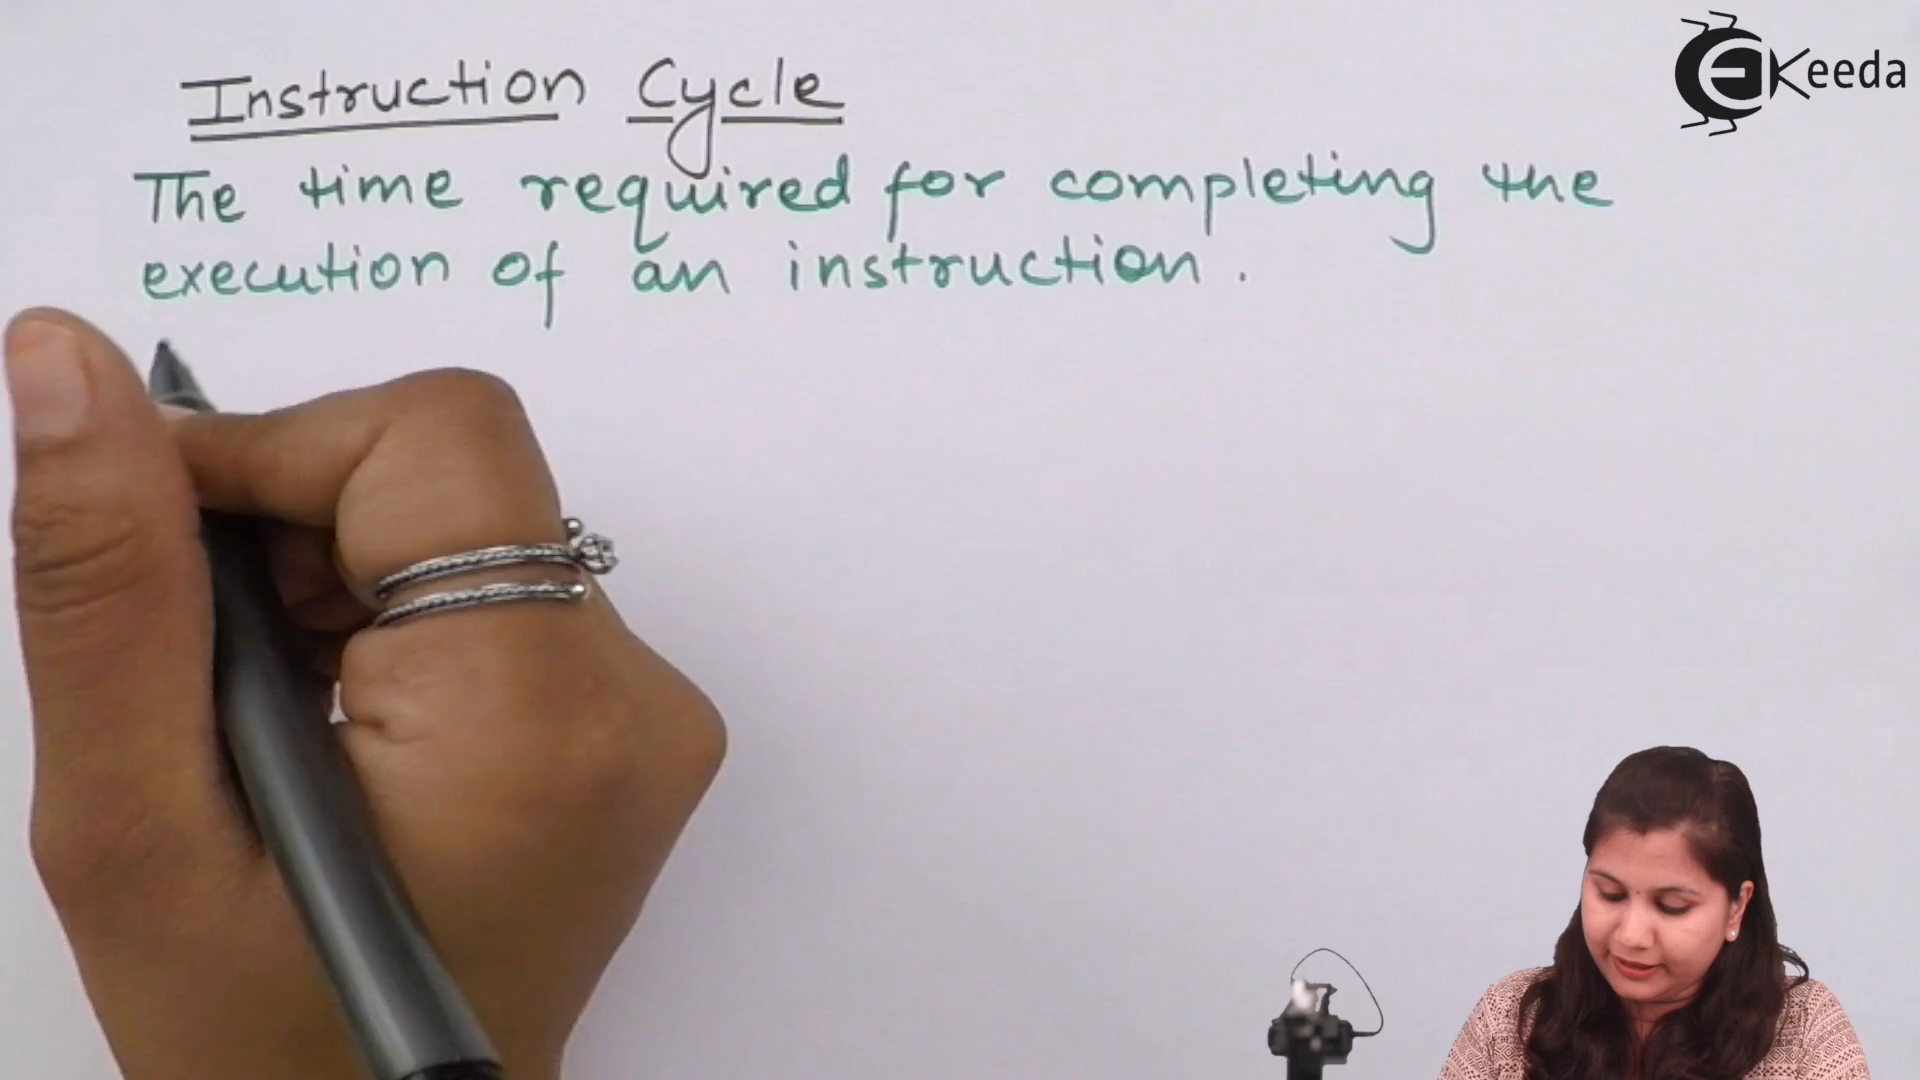 Instruction Cycle
EKeeda
The time required for completing the
execution of an instruction.